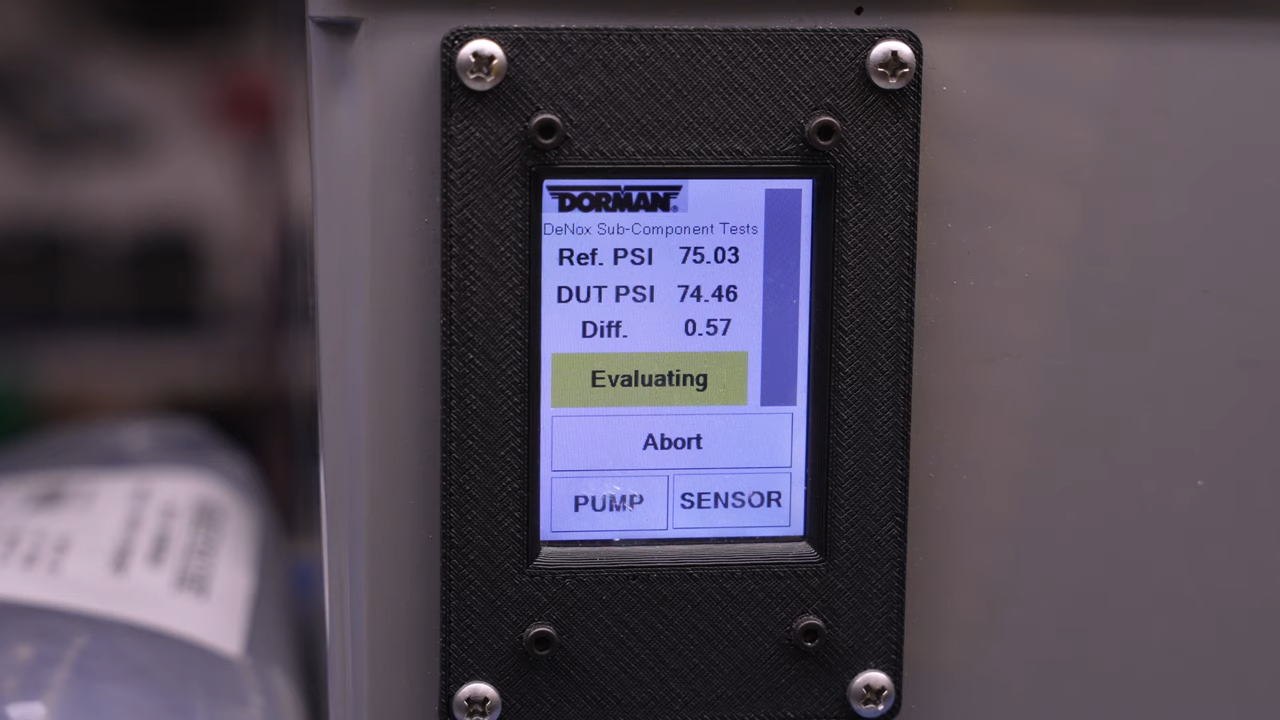 DORMAN®
DeNox Sub-Component Tests
Ref. PSI 75.03
DUT PSI 74.46
Diff. 0.57
Evaluating
Abort
PUMP SENSOR